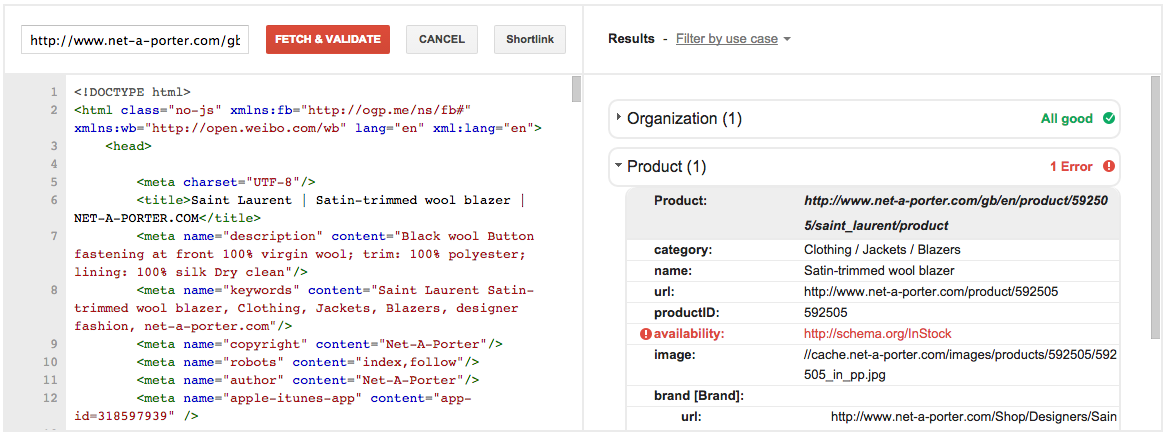 http://www.net-a-porter.com/gb
FETCH & VALIDATE
CANCEL
Shortlink
Results - Filter by use case
1 <!DOCTYPE html>
2 <html class="no-js" xmlns:fb="http://ogp.me/ns/fb#"
xmlns:wb="http://open.weibo.com/wb" lang="en" xml:lang="en">
3 <head>
4
5 <meta charset="UTF-8"/>
6 <title>Saint Laurent | Satin-trimmed wool blazer |
NET-A-PORTER.COM</title>
7 <meta name="description" content="Black wool Button
fastening at front 100% virgin wool; trim: 100% polyester;
lining: 100% silk Dry clean"/>
8 <meta name="keywords" content="Saint Laurent Satin-
trimmed wool blazer, Clothing, Jackets, Blazers, designer
fashion, net-a-porter.com"/>
9 <meta name="copyright" content="Net-A-Porter"/>
10 <meta name="robots" content="index,follow"/>
11 <meta name="author" content="Net-A-Porter"/>
12 <meta name="apple-itunes-app" content="app-
id=318597939" />
Organization (1) All good
Product (1) 1 Error
Product: http://www.net-a-porter.com/gb/en/product/59250
5/saint_laurent/product
category: Clothing / Jackets / Blazers
name: Satin-trimmed wool blazer
url: http://www.net-a-porter.com/product/592505
productID: 592505
availability: http://schema.org/InStock
image: //cache.net-a-porter.com/images/products/592505/592
505_in_pp.jpg
brand [Brand]:
url: http://www.net-a-porter.com/Shop/Designers/Sain